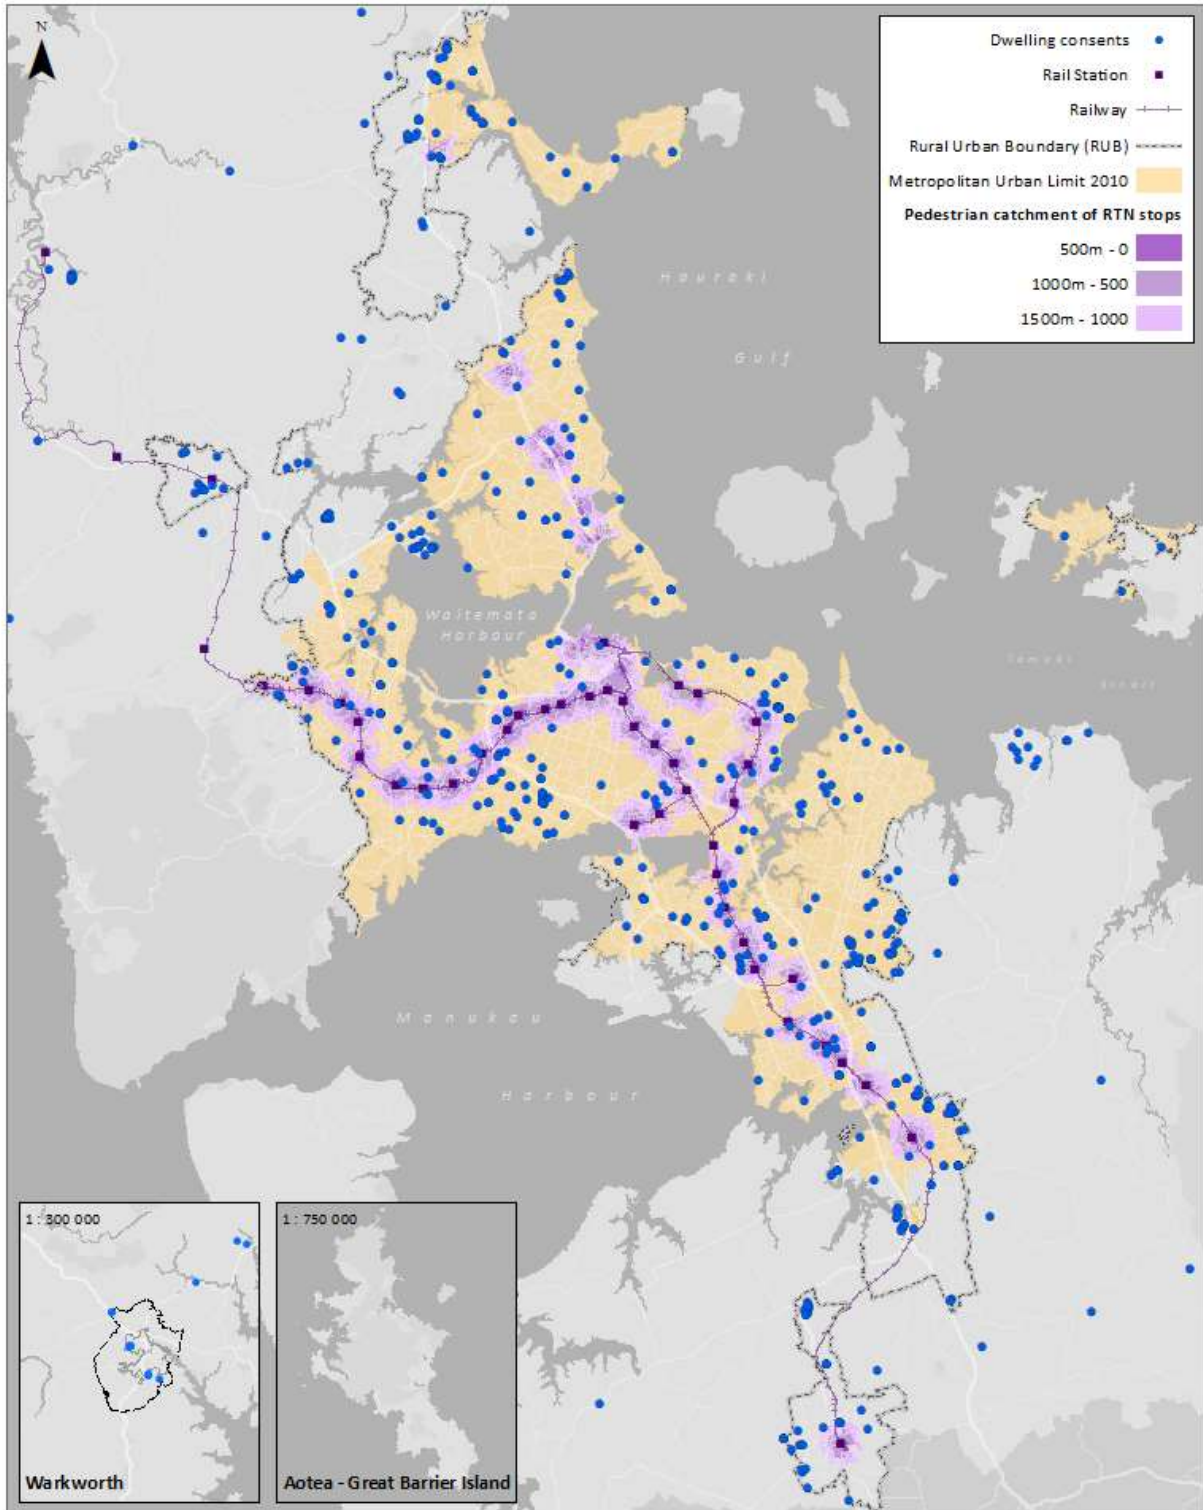 N
Dwelling consents
Rail Station
Railway
Rural Urban Boundary (RUB)
Metropolitan Urban Limit 2010
Pedestrian catchment of RTN stops
500m - 0
1000m - 500
1500m - 1000
Hauraki
Gulf
Waitemata
Harbour
Tamaki
Strait
Manukau
Harbour
1 : 300 000
1 : 750 000
Warkworth
Aotea - Great Barrier Island